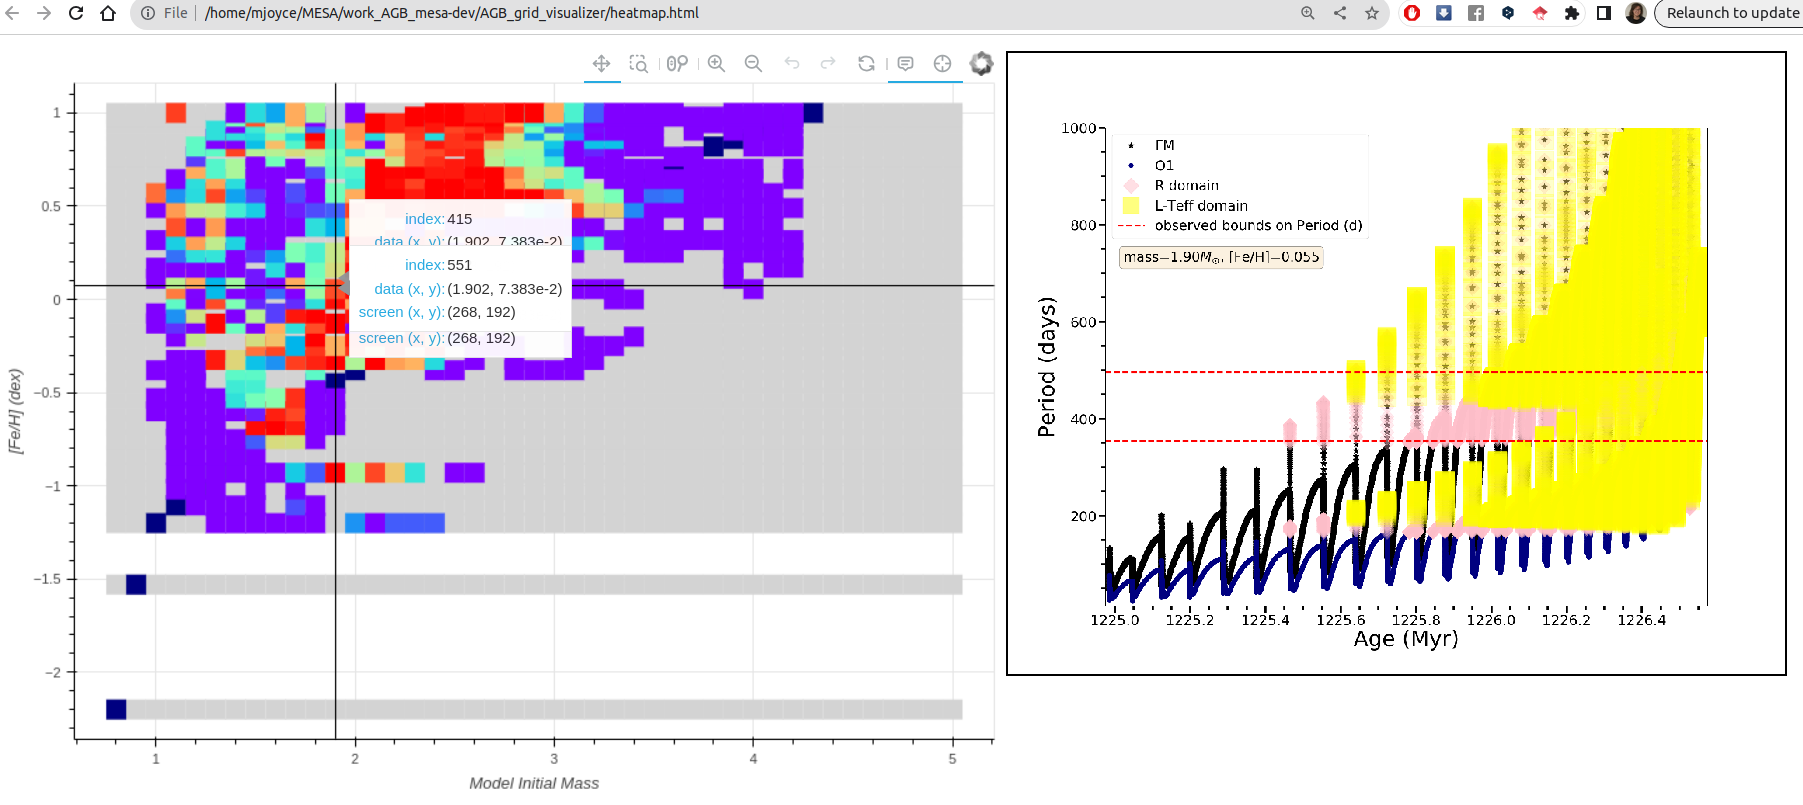 File
/home/mjoyce/MESA/work_AGB_mesa-dev/AGB_grid_visualizer/heatmap.html
Relaunch to update
1
0.5
0
−0.5
−1
−1.5
−2
[Fe/H] (dex)
1
2
3
4
5
Model Initial Mass
index: 415
data (x, y): (1.902, 7.383e-2)
index: 551
data (x, y): (1.902, 7.383e-2)
screen (x, y): (268, 192)
screen (x, y): (268, 192)
1000
800
600
400
200
Period (days)
FM
O1
R domain
L-Teff domain
observed bounds on Period (d)
mass=1.90M☉, [Fe/H]=0.055
1225.0
1225.2
1225.4
1225.6
1225.8
1226.0
1226.2
1226.4
Age (Myr)